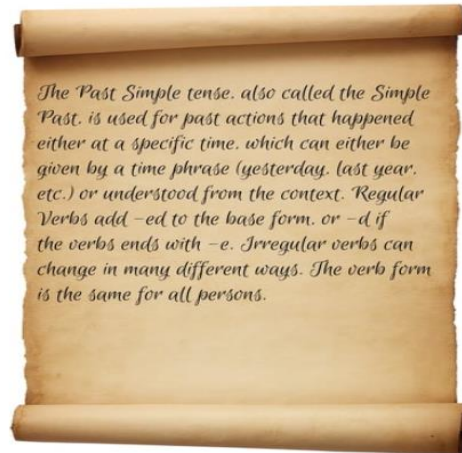 The Past Simple tense. also called the Simple
Past. is used for past actions that happened
either at a specific time. which can either be
given by a time phrase (yesterday. last year.
etc.) or understood from the context. Regular
Verbs add –ed to the base form. or –d if
the verbs ends with –e. Irregular verbs can
change in many different ways. The verb form
is the same for all persons.